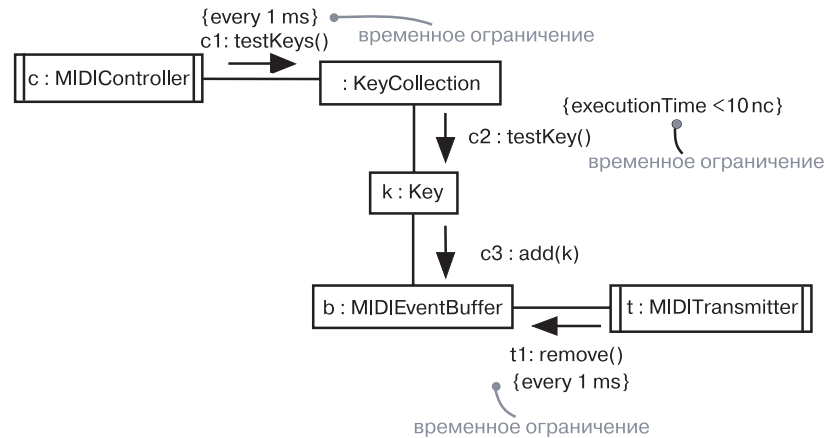 {every 1 ms}
c1: testKeys()
временное ограничение
c : MIDIController
: KeyCollection
{executionTime <10 nc}
c2 : testKey()
временное ограничение
k : Key
c3 : add(k)
b : MIDIEventBuffer
t : MIDITransmitter
t1: remove()
{every 1 ms}
временное ограничение